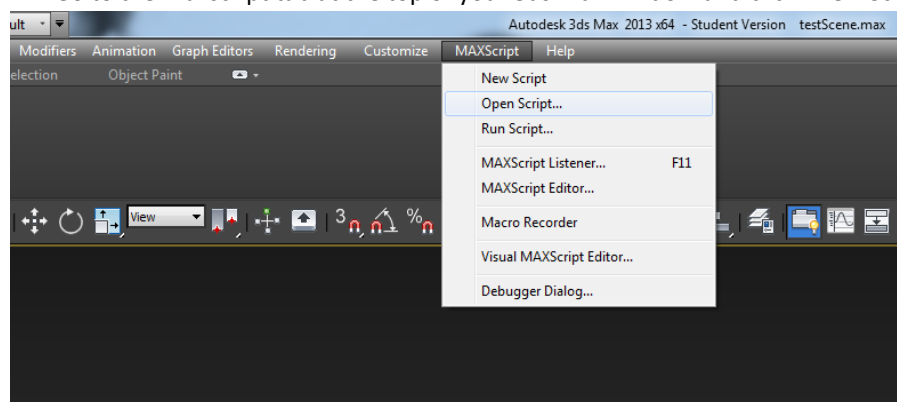 ult
Autodesk 3ds Max 2013 x64 - Student Version testScene.max
Modifiers Animation Graph Editors Rendering Customize MAXScript Help
election Object Paint
New Script
Open Script...
Run Script...
MAXScript Listener... F11
MAXScript Editor...
View
3
%
Macro Recorder
Visual MAXScript Editor...
Debugger Dialog...